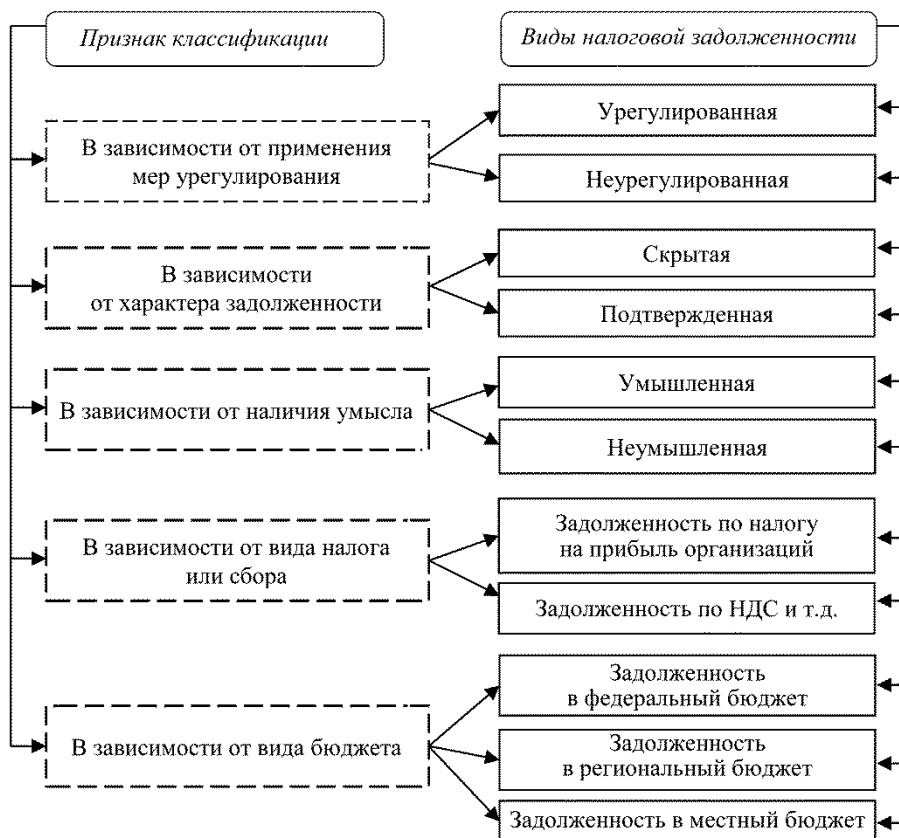 Признак классификации
Виды налоговой задолженности
В зависимости от применения
мер урегулирования
Урегулированная
Неурегулированная
В зависимости
от характера задолженности
Скрытая
Подтвержденная
В зависимости от наличия умысла
Умышленная
Неумышленная
В зависимости от вида налога
или сбора
Задолженность по налогу
на прибыль организаций
Задолженность по НДС и т.д.
В зависимости от вида бюджета
Задолженность
в федеральный бюджет
Задолженность
в региональный бюджет
Задолженность в местный бюджет